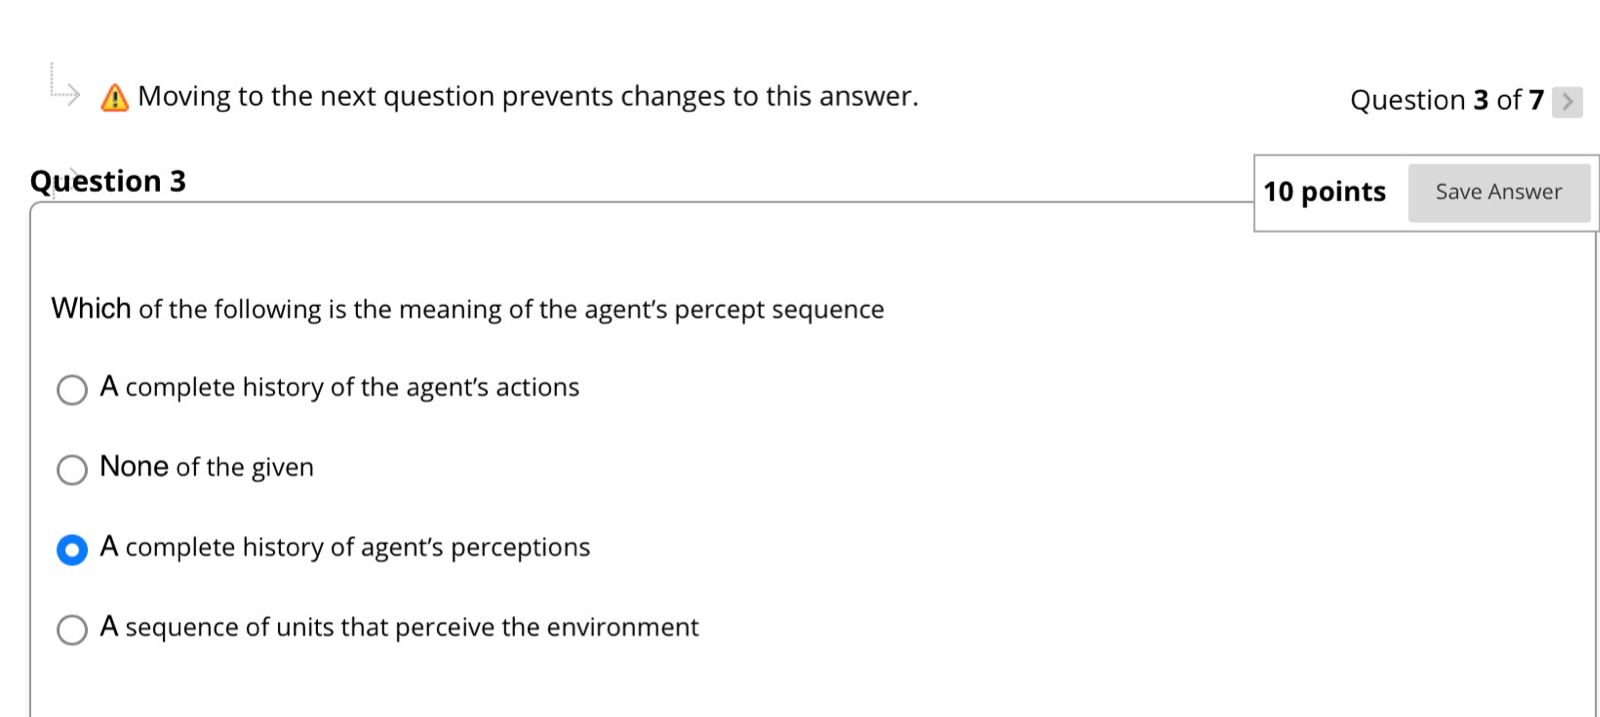 Moving to the next question prevents changes to this answer.
Question 3 of 7
Question 3
10 points
Save Answer
Which of the following is the meaning of the agent’s percept sequence
A complete history of the agent’s actions
None of the given
A complete history of agent’s perceptions
A sequence of units that perceive the environment